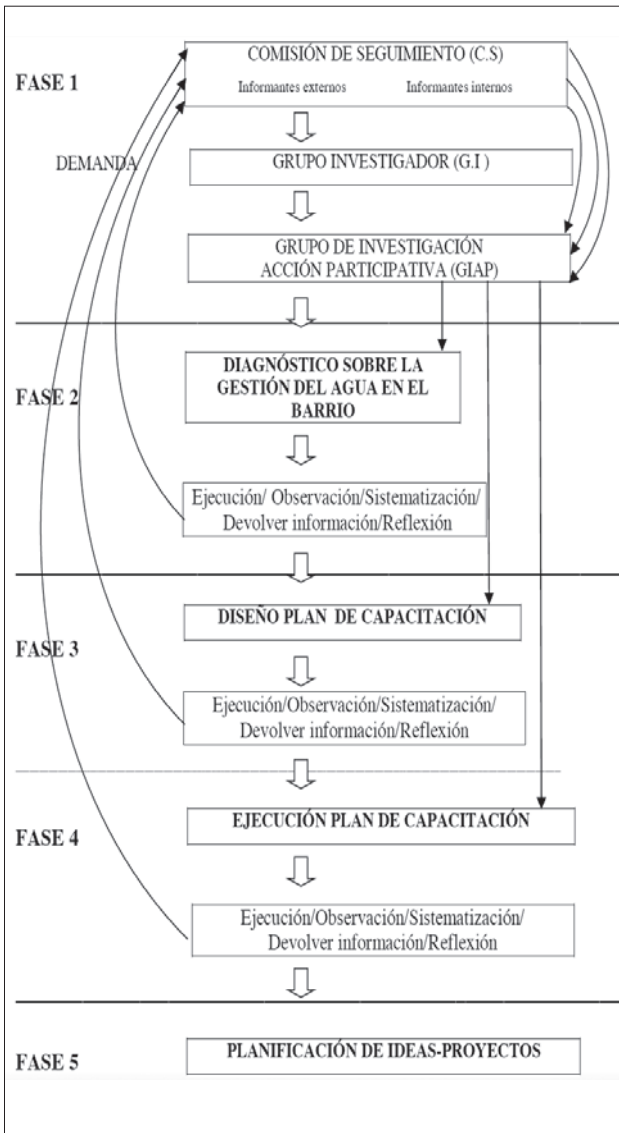 FASE 1
COMISIÓN DE SEGUIMIENTO (C.S)
Informantes externos Informantes internos
DEMANDA
GRUPO INVESTIGADOR (G.I )
GRUPO DE INVESTIGACIÓN
ACCIÓN PARTICIPATIVA (GIAP)
FASE 2
DIAGNÓSTICO SOBRE LA
GESTIÓN DEL AGUA EN EL
BARRIO
Ejecución/ Observación/Sistematización/
Devolver información/Reflexión
FASE 3
DISEÑO PLAN DE CAPACITACIÓN
Ejecución/Observación/Sistematización/
Devolver información/Reflexión
FASE 4
EJECUCIÓN PLAN DE CAPACITACIÓN
Ejecución/Observación/Sistematización/
Devolver información/Reflexión
FASE 5
PLANIFICACIÓN DE IDEAS-PROYECTOS